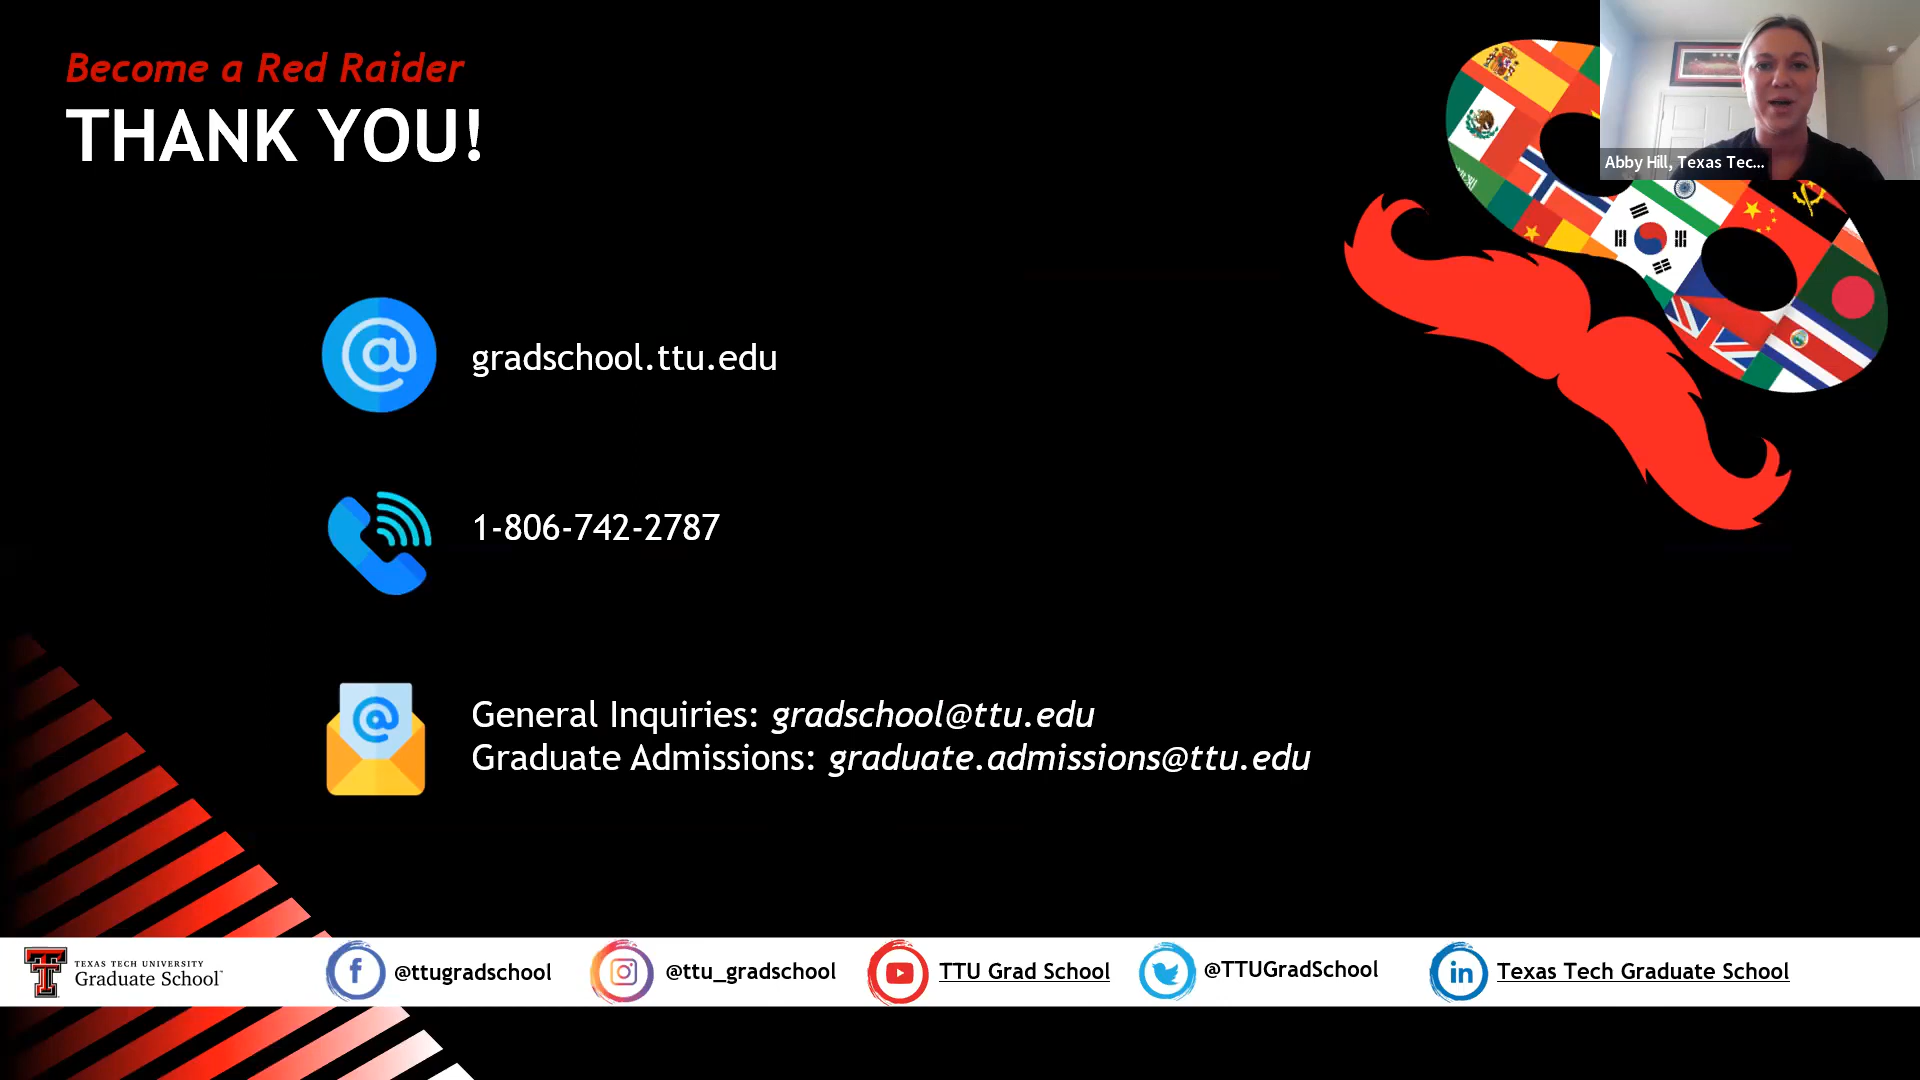 Become a Red Raider
THANK YOU!
Abby Hill, Texas Tec...
gradschool.ttu.edu
1-806-742-2787
General Inquiries: gradschool@ttu.edu
Graduate Admissions: graduate.admissions@ttu.edu
TEXAS TECH UNIVERSITY
Graduate School™
@ttugradschool
@ttu_gradschool
TTU Grad School
@TTUGradSchool
Texas Tech Graduate School